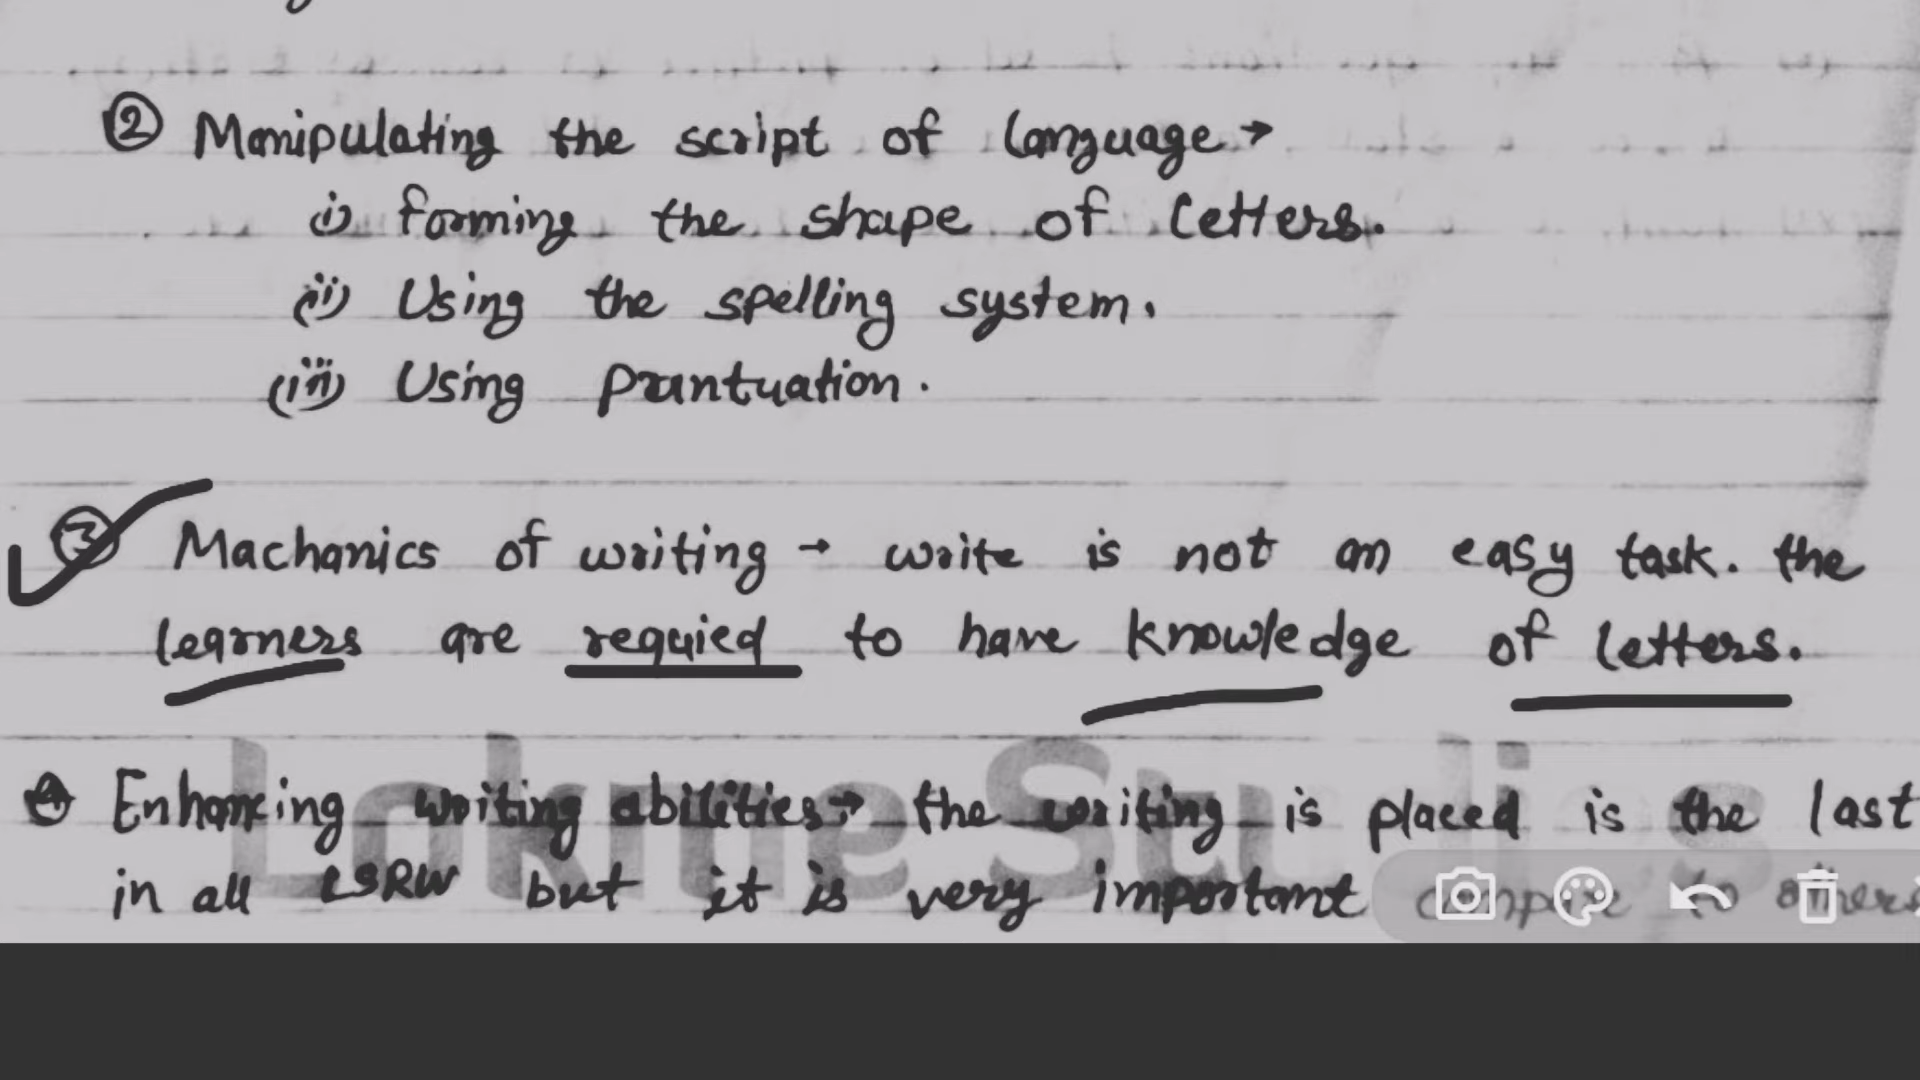 ② Manipulating the script of language →
(i) forming the shape of letters.
(ii) Using the spelling system.
(iii) Using Pruntuation.
③ Machanics of writing → write is not an easy task. the
learners are requied to have knowledge of letters.
④ Enhancing writing abilities → the writing is placed is the last
in all LSRW but it is very important compare to others